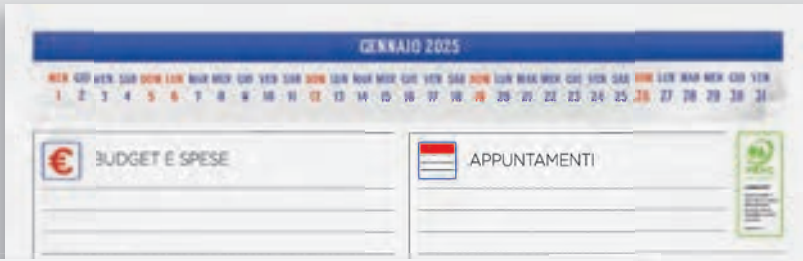 GENNAIO 2025
MER GIO VEN SAB DOM LUN MAR MER GIO VEN SAB DOM LUN MAR MER GIO VEN SAB DOM LUN MAR MER GIO VEN SAB DOM LUN MAR MER GIO VEN
1 2 3 4 5 6 7 8 9 10 11 12 13 14 15 16 17 18 19 20 21 22 23 24 25 26 27 28 29 30 31
€ BUDGET E SPESE
APPUNTAMENTI